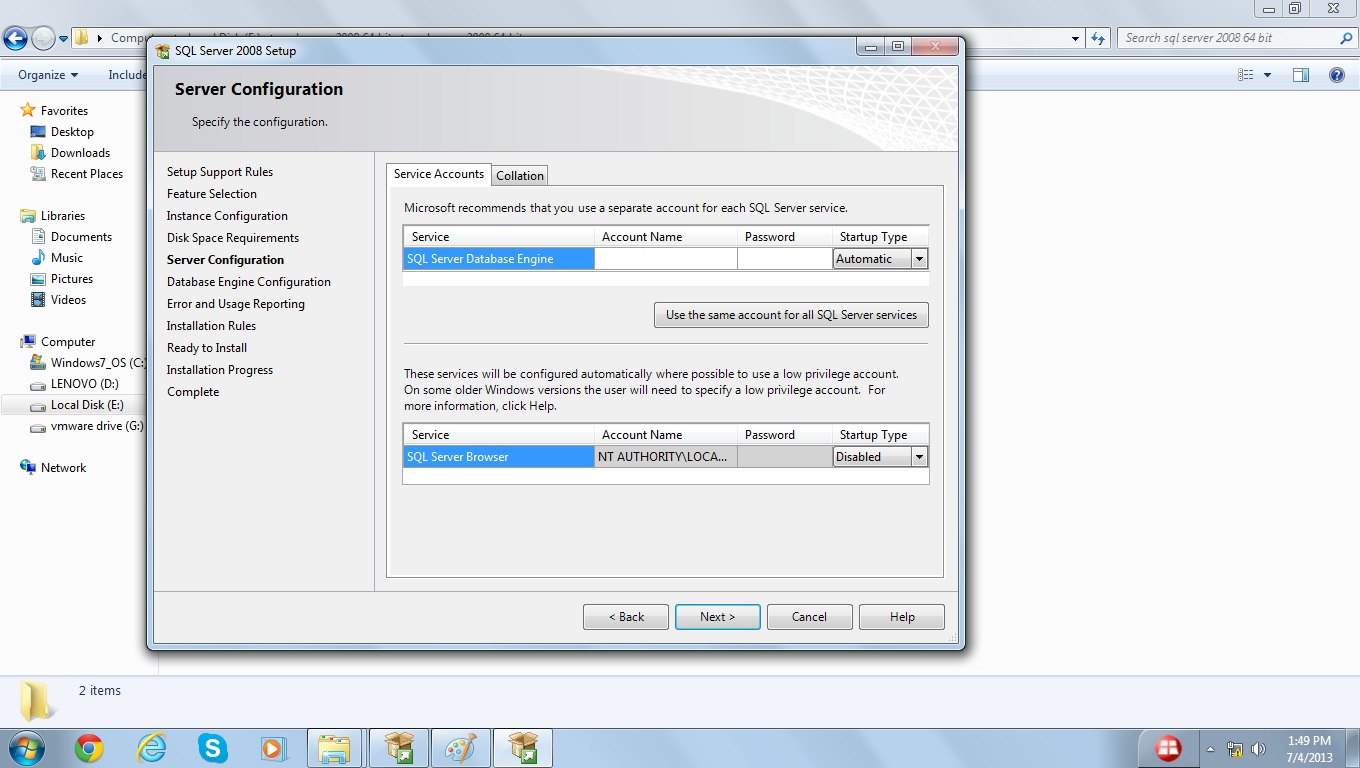 Search sql server 2008 64 bit
SQL Server 2008 Setup
Organize
Include
Server Configuration
Specify the configuration.
Favorites
Desktop
Downloads
Recent Places
Libraries
Documents
Music
Pictures
Videos
Computer
Windows7_OS (C:)
LENOVO (D:)
Local Disk (E:)
vmware drive (G:)
Network
Setup Support Rules
Feature Selection
Instance Configuration
Disk Space Requirements
Server Configuration
Database Engine Configuration
Error and Usage Reporting
Installation Rules
Ready to Install
Installation Progress
Complete
Service Accounts Collation
Microsoft recommends that you use a separate account for each SQL Server service.
Service Account Name Password Startup Type
SQL Server Database Engine Automatic
Use the same account for all SQL Server services
These services will be configured automatically where possible to use a low privilege account.
On some older Windows versions the user will need to specify a low privilege account. For
more information, click Help.
Service Account Name Password Startup Type
SQL Server Browser NT AUTHORITY\LOCA... Disabled
< Back Next > Cancel Help
2 items
1:49 PM
7/4/2013